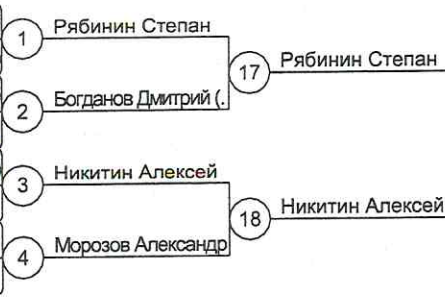 1 Рябинин Степан
17 Рябинин Степан
2 Богданов Дмитрий (.
3 Никитин Алексей
18 Никитин Алексей
4 Морозов Александр